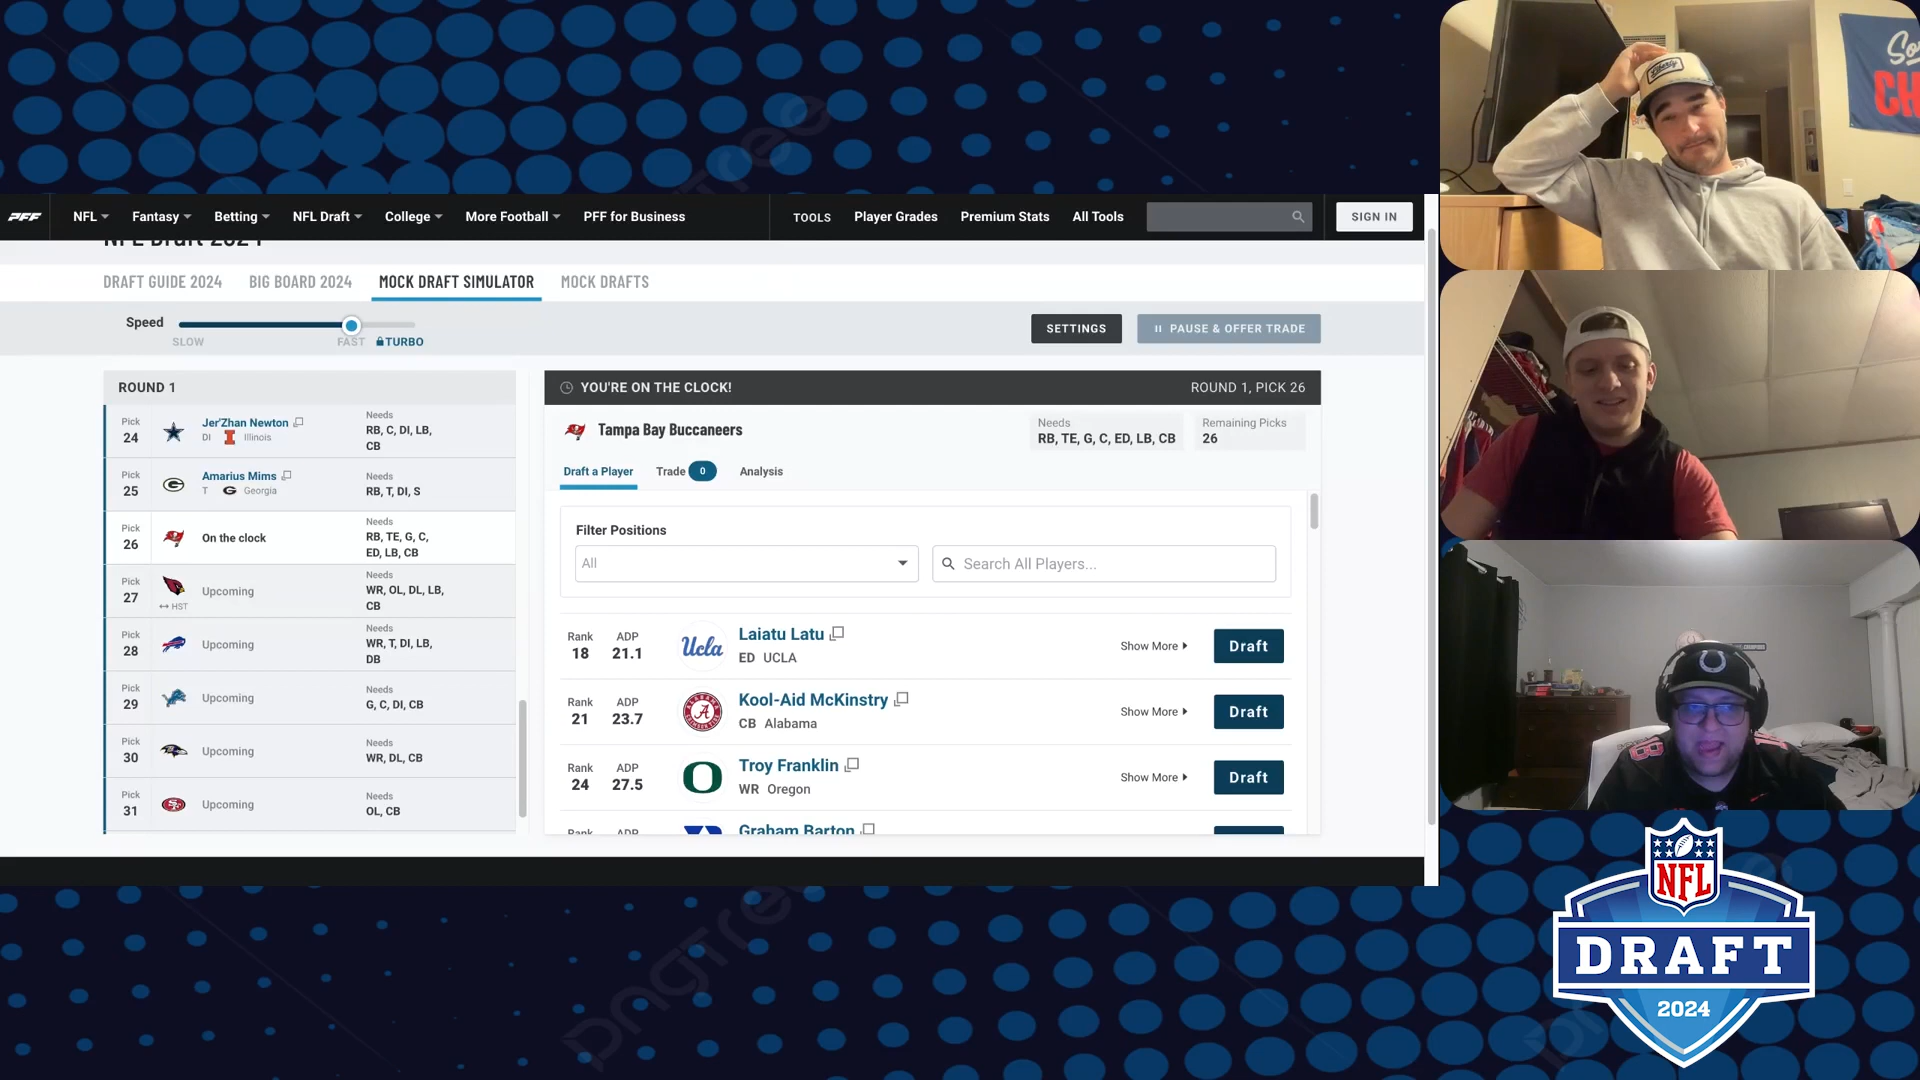 PFF
NFL
Fantasy
Betting
NFL Draft
College
More Football
PFF for Business
TOOLS
Player Grades
Premium Stats
All Tools
SIGN IN
NFL Draft 2024
DRAFT GUIDE 2024
BIG BOARD 2024
MOCK DRAFT SIMULATOR
MOCK DRAFTS
Speed
SLOW
FAST
TURBO
SETTINGS
PAUSE & OFFER TRADE
ROUND 1
Pick
24
Jer'Zhan Newton
DI
Illinois
Needs
RB, C, DI, LB,
CB
Pick
25
Amarius Mims
T
Georgia
Needs
RB, T, DI, S
Pick
26
On the clock
Needs
RB, TE, G, C,
ED, LB, CB
Pick
27
HST
Upcoming
Needs
WR, OL, DL, LB,
CB
Pick
28
Upcoming
Needs
WR, T, DI, LB,
DB
Pick
29
Upcoming
Needs
G, C, DI, CB
Pick
30
Upcoming
Needs
WR, DL, CB
Pick
31
Upcoming
Needs
OL, CB
YOU'RE ON THE CLOCK!
ROUND 1, PICK 26
Tampa Bay Buccaneers
Needs
RB, TE, G, C, ED, LB, CB
Remaining Picks
26
Draft a Player
Trade 0
Analysis
Filter Positions
All
Search All Players...
Rank
18
ADP
21.1
Ucla
Laiatu Latu
ED UCLA
Show More
Draft
Rank
21
ADP
23.7
Kool-Aid McKinstry
CB Alabama
Show More
Draft
Rank
24
ADP
27.5
Troy Franklin
WR Oregon
Show More
Draft
Rank
ADP
Graham Barton
Liberty
CH
NFL
DRAFT
2024
pngtree